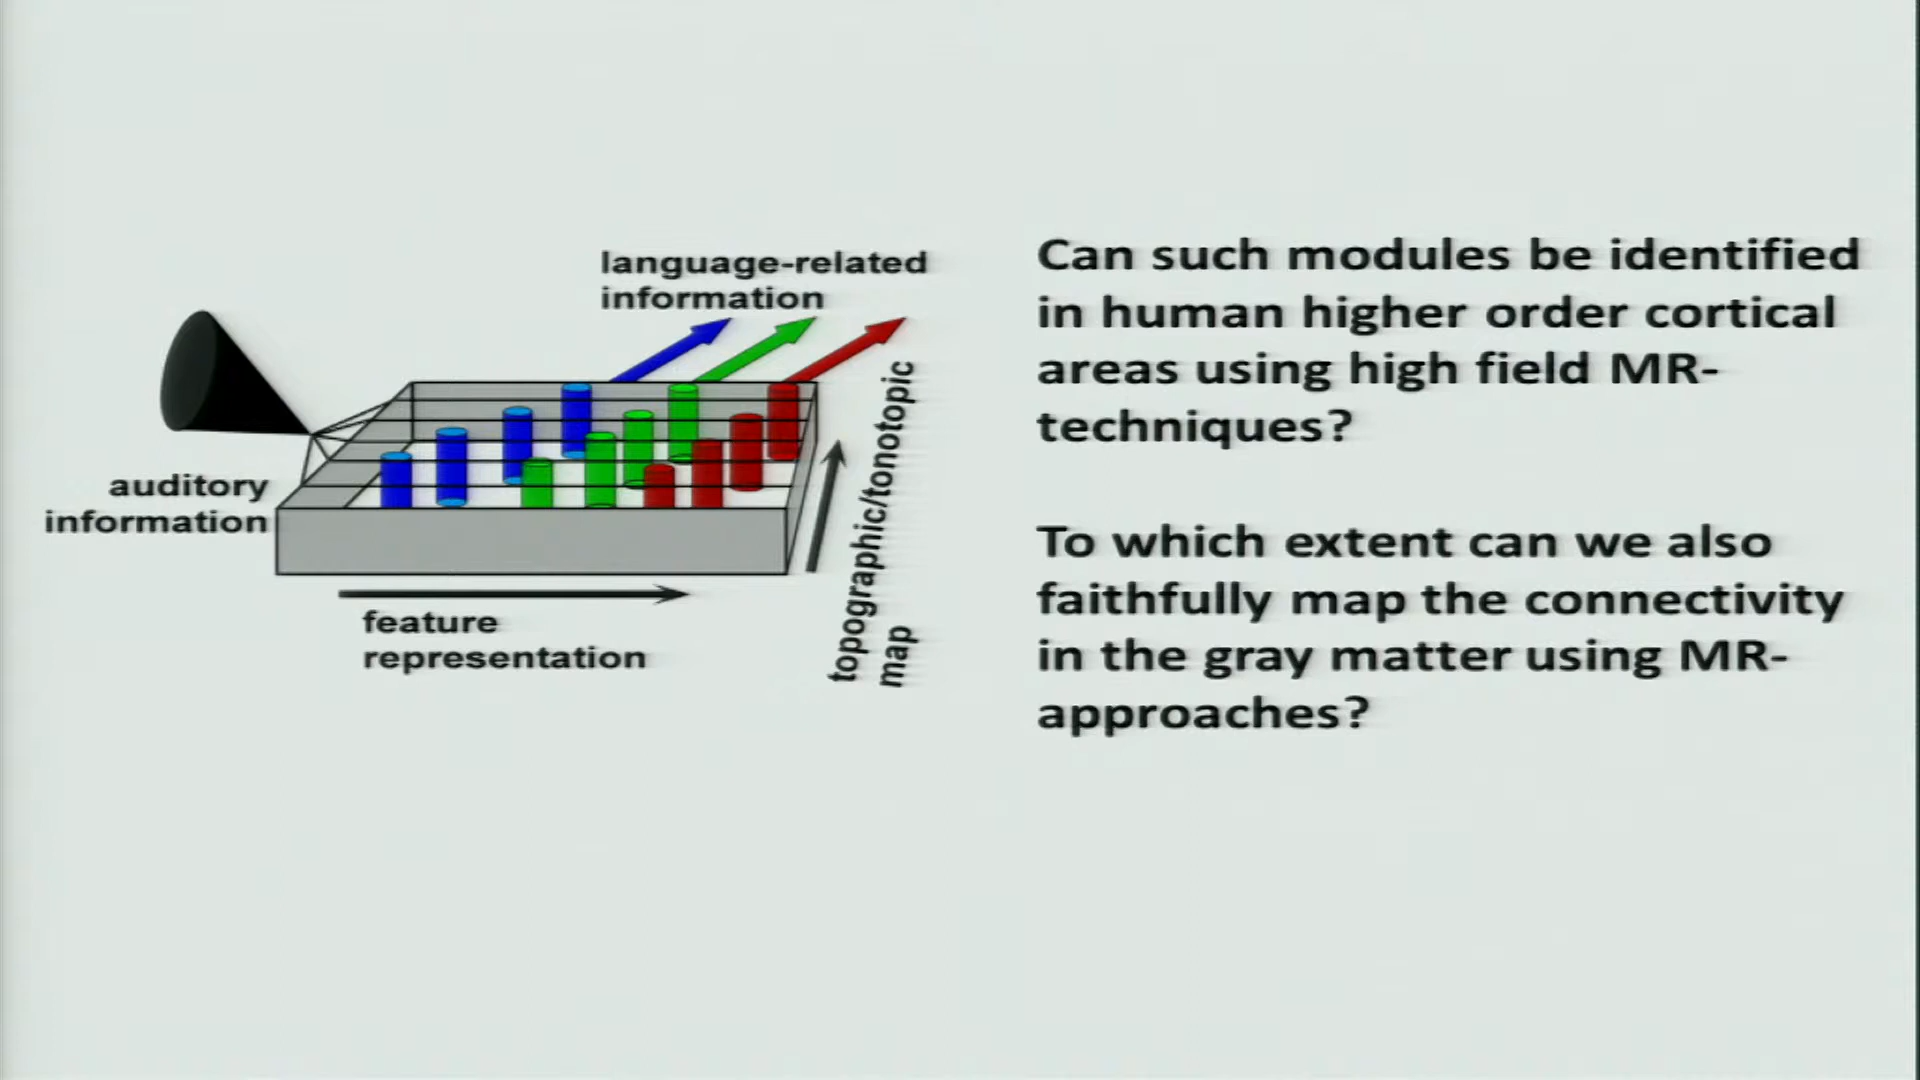 language-related
information
auditory
information
feature
representation
topographic/tonotopic
map
Can such modules be identified
in human higher order cortical
areas using high field MR-
techniques?
To which extent can we also
faithfully map the connectivity
in the gray matter using MR-
approaches?